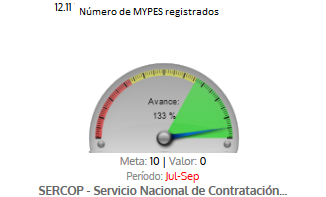 12.11 Número de MYPES registrados
Avance:
133 %
Meta: 10 | Valor: 0
Período: Jul-Sep
SERCOP - Servicio Nacional de Contratación...